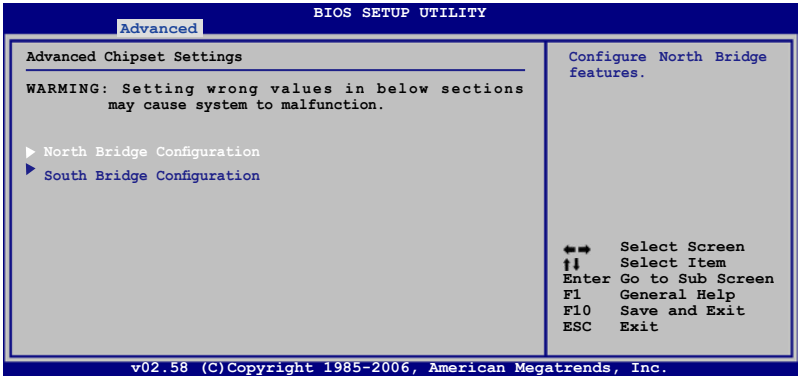 BIOS SETUP UTILITY
Advanced
Advanced Chipset Settings
WARMING: Setting wrong values in below sections
may cause system to malfunction.
North Bridge Configuration
South Bridge Configuration
Configure North Bridge
features.
Select Screen
Select Item
Enter Go to Sub Screen
F1 General Help
F10 Save and Exit
ESC Exit
v02.58 (C)Copyright 1985-2006, American Megatrends, Inc.